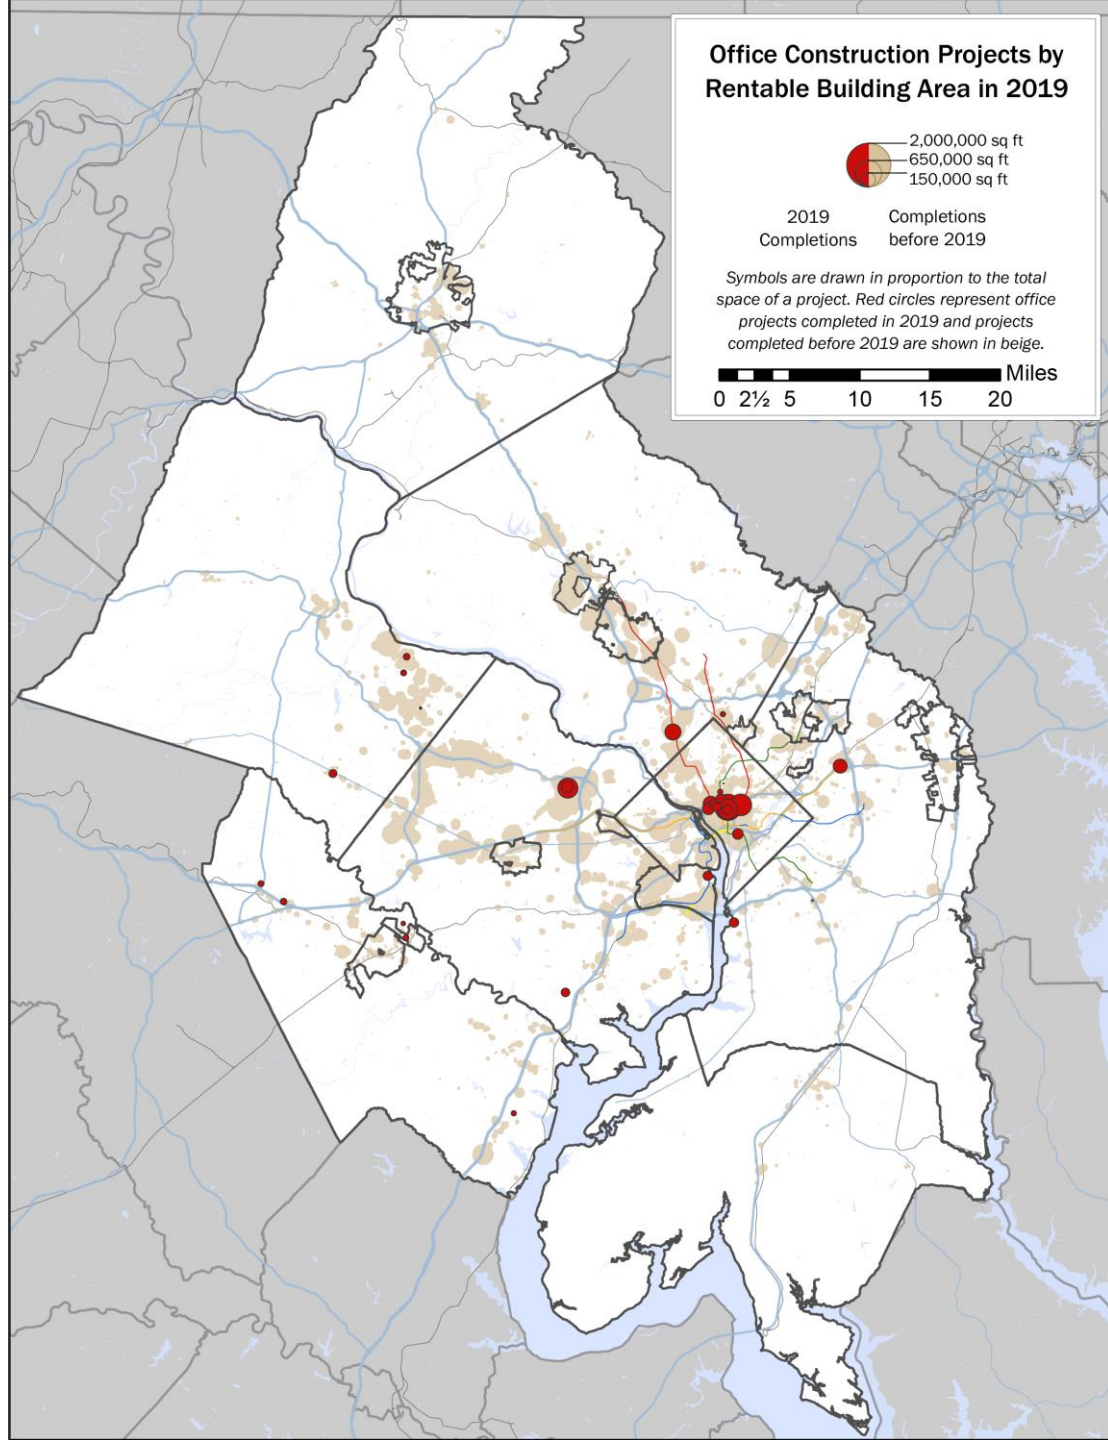 Office Construction Projects by
Rentable Building Area in 2019
2,000,000 sq ft
650,000 sq ft
150,000 sq ft
2019
Completions
Completions
before 2019
Symbols are drawn in proportion to the total
space of a project. Red circles represent office
projects completed in 2019 and projects
completed before 2019 are shown in beige.
Miles
0 2½ 5 10 15 20